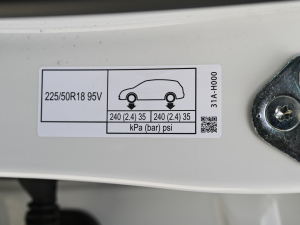 225/50R18 95V
240 (2.4) 35 240 (2.4) 35
kPa (bar) psi
31A-H000